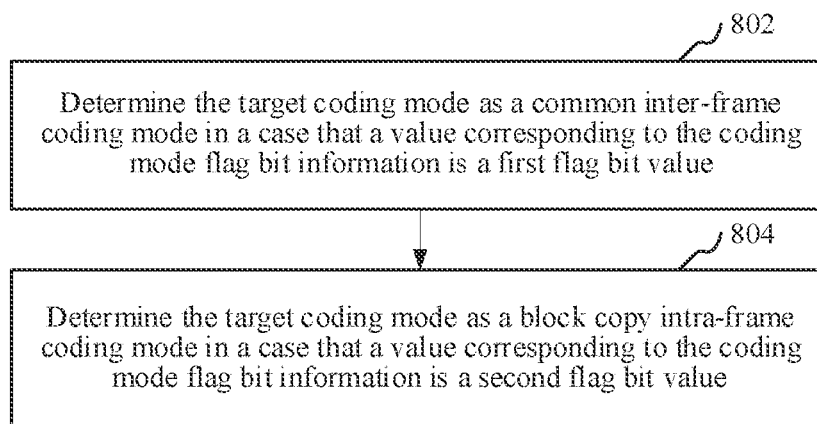 802
Determine the target coding mode as a common inter-frame
coding mode in a case that a value corresponding to the coding
mode flag bit information is a first flag bit value
804
Determine the target coding mode as a block copy intra-frame
coding mode in a case that a value corresponding to the coding
mode flag bit information is a second flag bit value